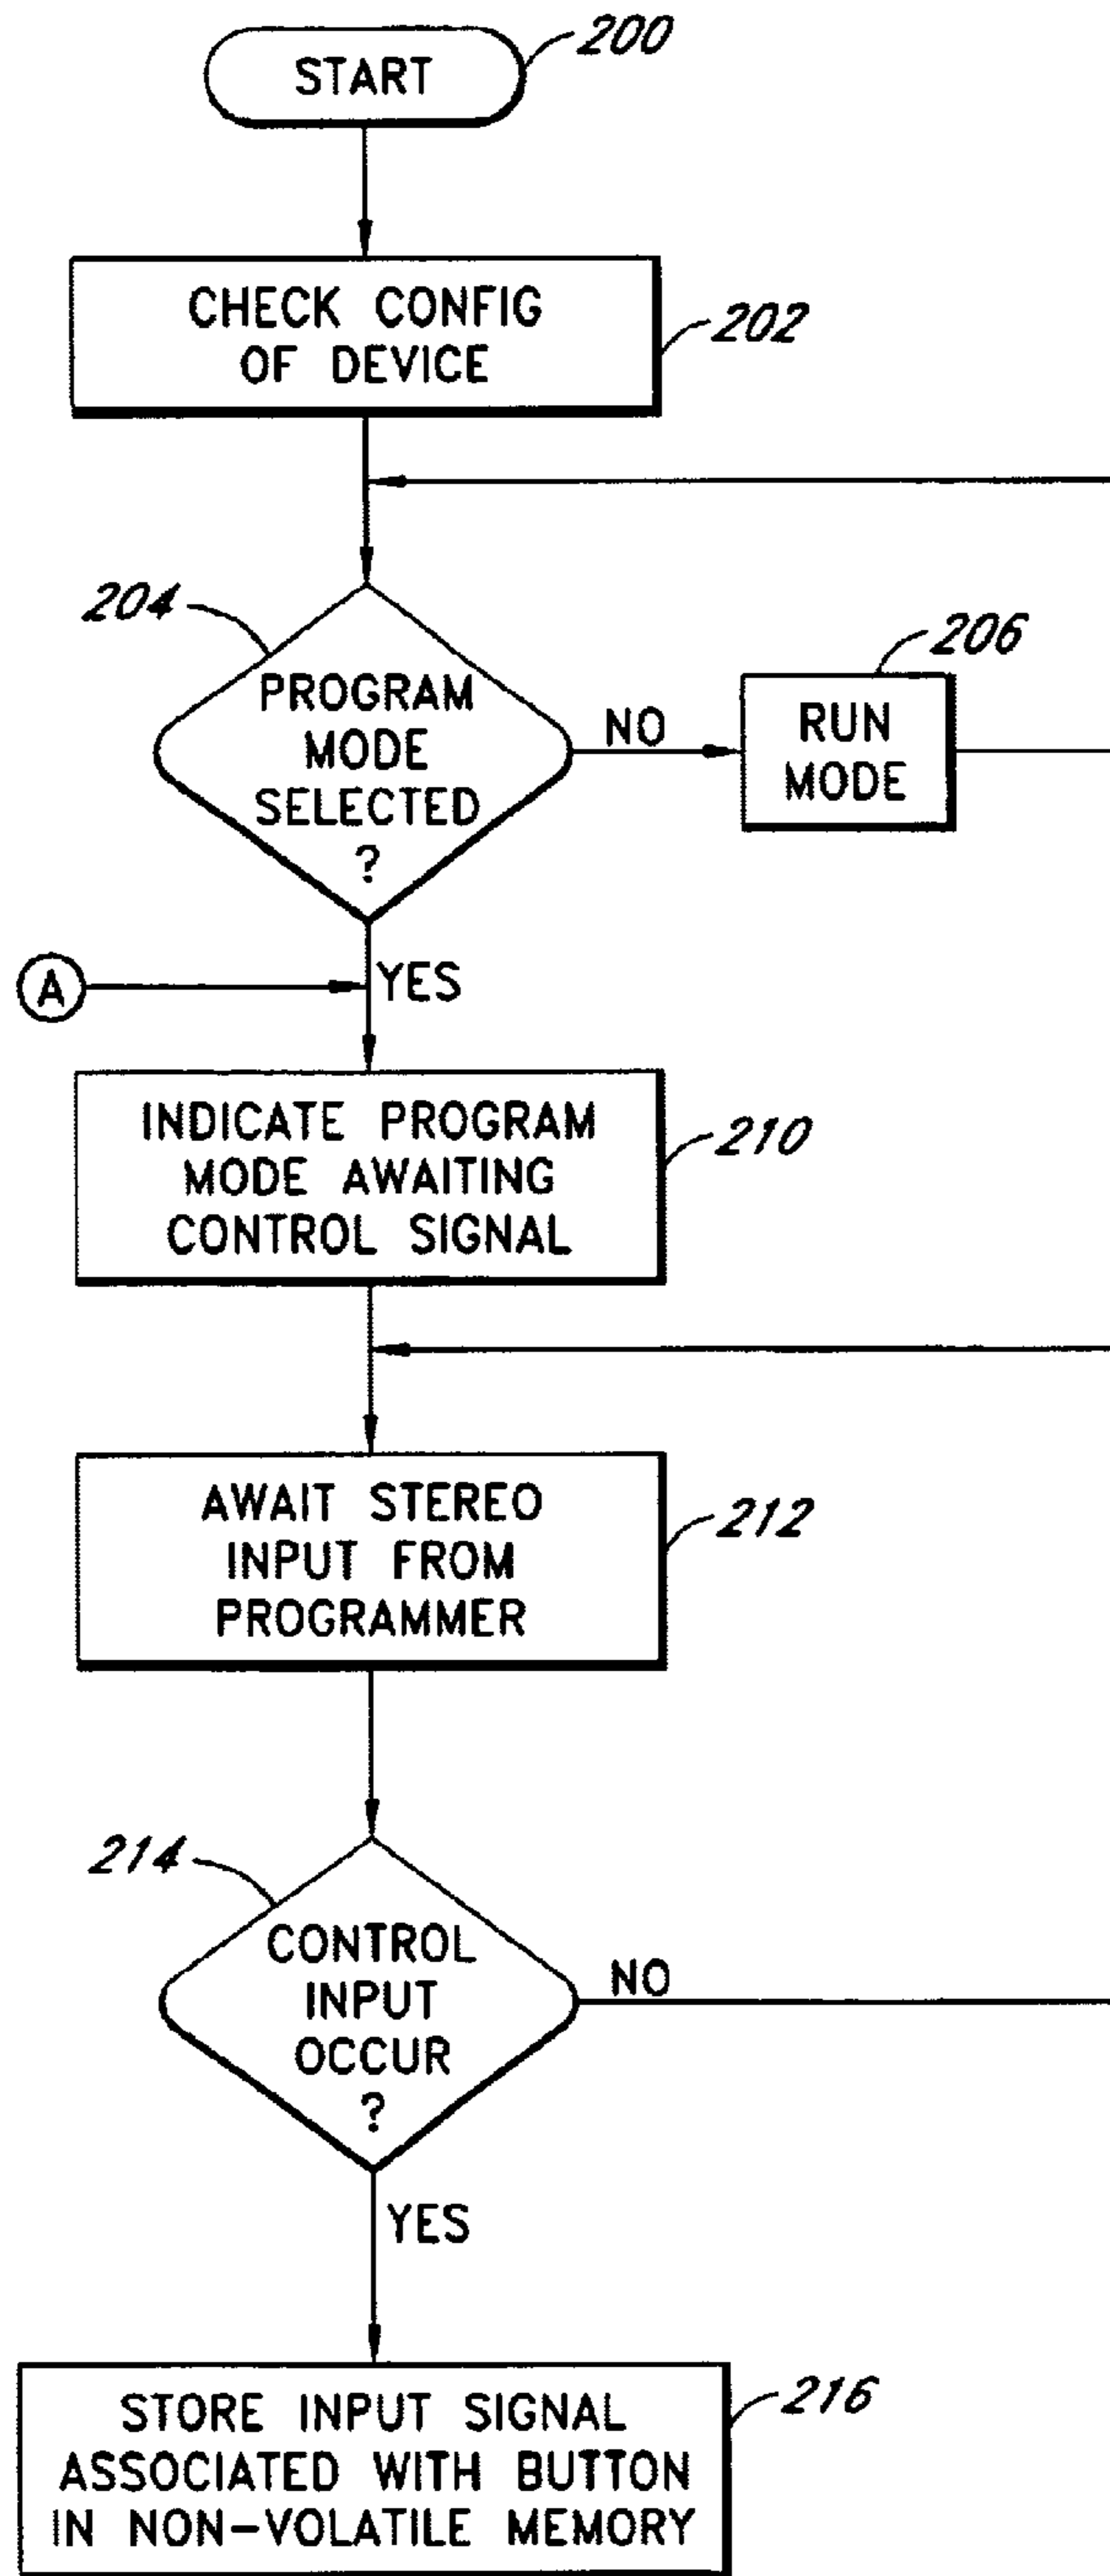 START
200
CHECK CONFIG
OF DEVICE
202
204
PROGRAM
MODE
SELECTED
?
NO
206
RUN
MODE
A
YES
INDICATE PROGRAM
MODE AWAITING
CONTROL SIGNAL
210
AWAIT STEREO
INPUT FROM
PROGRAMMER
212
214
CONTROL
INPUT
OCCUR
?
NO
YES
STORE INPUT SIGNAL
ASSOCIATED WITH BUTTON
IN NON-VOLATILE MEMORY
216